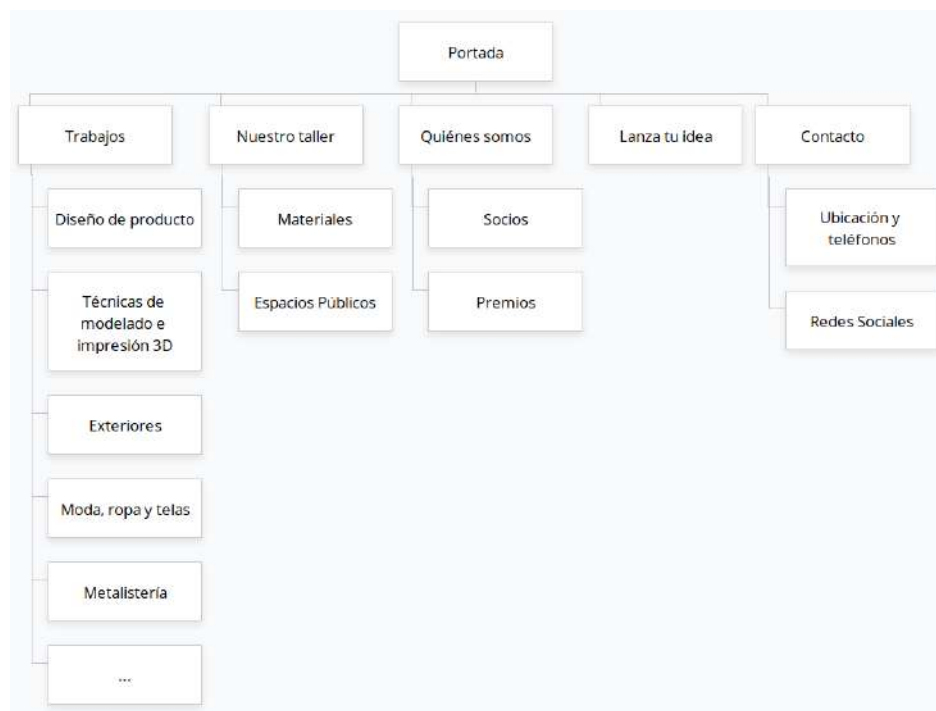 Portada
Trabajos
Nuestro taller
Quiénes somos
Lanza tu idea
Contacto
Diseño de producto
Técnicas de
modelado e
impresión 3D
Exteriores
Moda, ropa y telas
Metalistería
...
Materiales
Espacios Públicos
Socios
Premios
Ubicación y
teléfonos
Redes Sociales